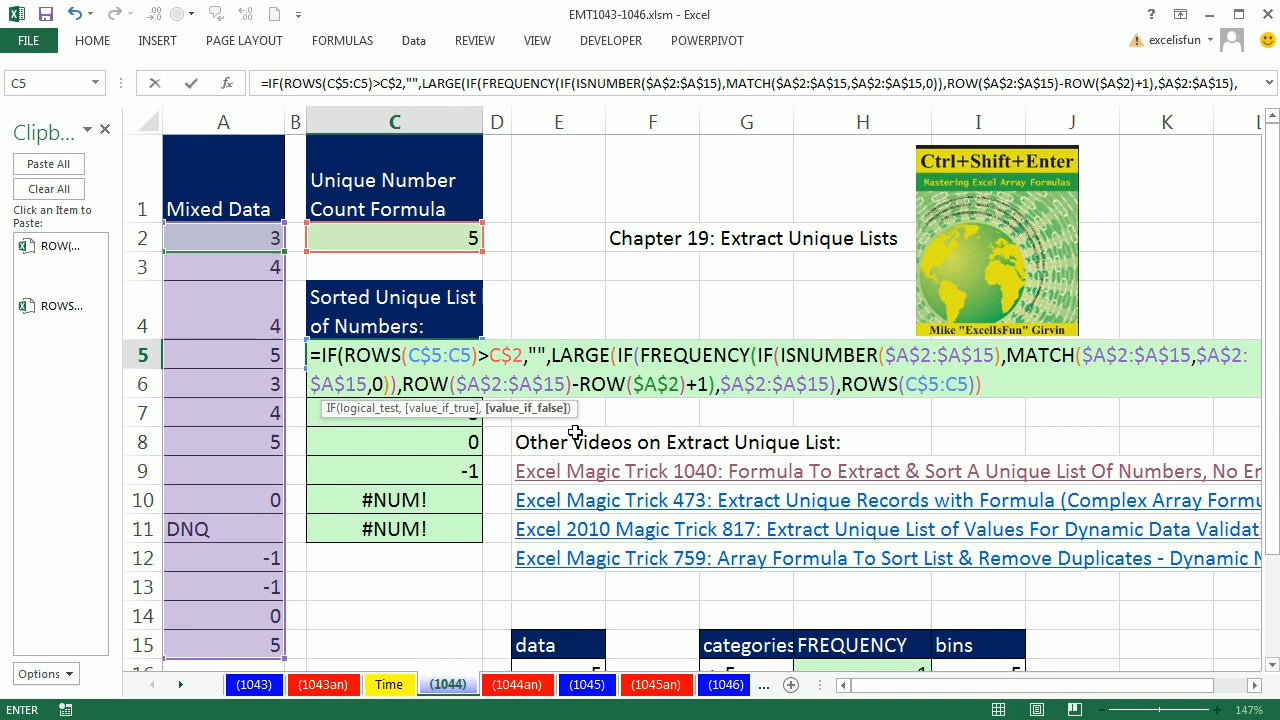 EMT1043-1046.xlsm - Excel
FILE HOME INSERT PAGE LAYOUT FORMULAS Data REVIEW VIEW DEVELOPER POWERPIVOT excelisfun
C5 =IF(ROWS(C$5:C5)>C$2,"",LARGE(IF(FREQUENCY(IF(ISNUMBER($A$2:$A$15),MATCH($A$2:$A$15,$A$2:$A$15,0)),ROW($A$2:$A$15)-ROW($A$2)+1),$A$2:$A$15),
Clipb...
Paste All
Clear All
Click an Item to
Paste:
ROW(...
ROWS...
Options
A B C D E F G H I J K L
1 Mixed Data
Unique Number
Count Formula
2 3 5 Chapter 19: Extract Unique Lists
3 4
4 4
Sorted Unique List
of Numbers:
Ctrl+Shift+Enter
Mastering Excel Array Formulas
Mike "ExcelIsFun" Girvin
5 5 =IF(ROWS(C$5:C5)>C$2,"",LARGE(IF(FREQUENCY(IF(ISNUMBER($A$2:$A$15),MATCH($A$2:$A$15,$A$2:
6 3 $A$15,0)),ROW($A$2:$A$15)-ROW($A$2)+1),$A$2:$A$15),ROWS(C$5:C5))
IF(logical_test, [value_if_true], [value_if_false])
7 4
8 5 0 Other videos on Extract Unique List:
9 -1 Excel Magic Trick 1040: Formula To Extract & Sort A Unique List Of Numbers, No Er
10 0 #NUM! Excel Magic Trick 473: Extract Unique Records with Formula (Complex Array Formu
11 DNQ #NUM! Excel 2010 Magic Trick 817: Extract Unique List of Values For Dynamic Data Validati
12 -1 Excel Magic Trick 759: Array Formula To Sort List & Remove Duplicates - Dynamic
13 -1
14 0
15 5 data categories FREQUENCY bins
(1043) (1043an) Time (1044) (1044an) (1045) (1045an) (1046) ...
ENTER 147%